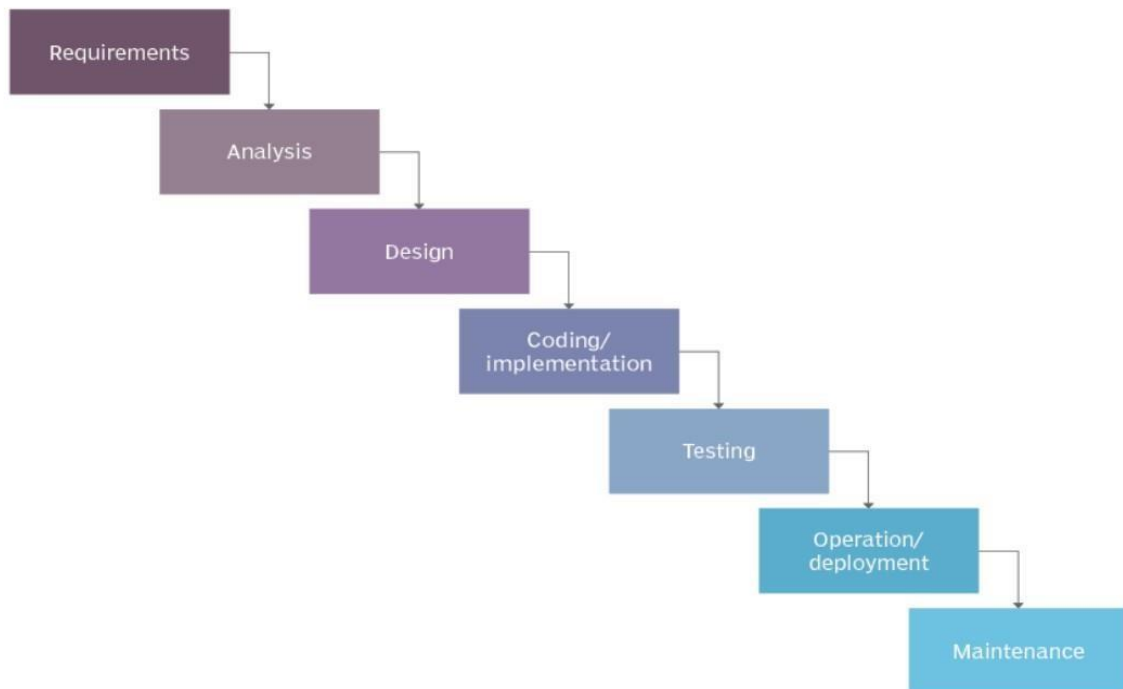 Requirements
Analysis
Design
Coding/
implementation
Testing
Operation/
deployment
Maintenance